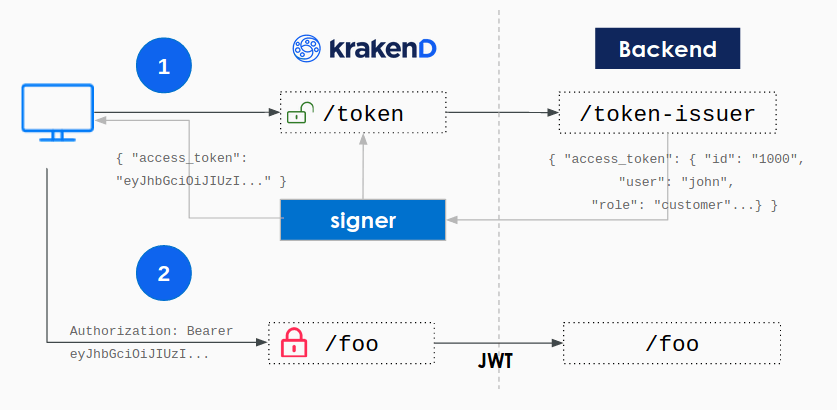 1
krakenD
Backend
/token
/token-issuer
{ "access_token":
"eyJhbGciOiJIUzI..." }
{ "access_token": { "id": "1000",
"user": "john",
"role": "customer"...} }
signer
2
Authorization: Bearer
eyJhbGciOiJIUzI...
/foo
JWT
/foo